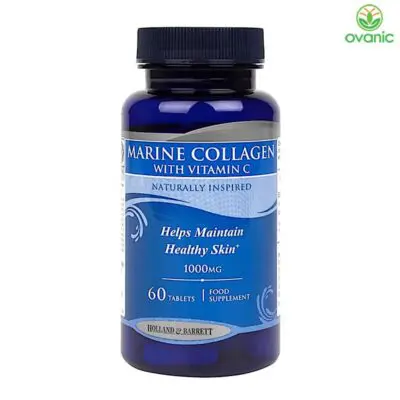 ovanic
MARINE COLLAGEN
WITH VITAMIN C
NATURALLY INSPIRED
Helps Maintain
Healthy Skin+
1000MG
60 TABLETS | FOOD
SUPPLEMENT
HOLLAND & BARRETT